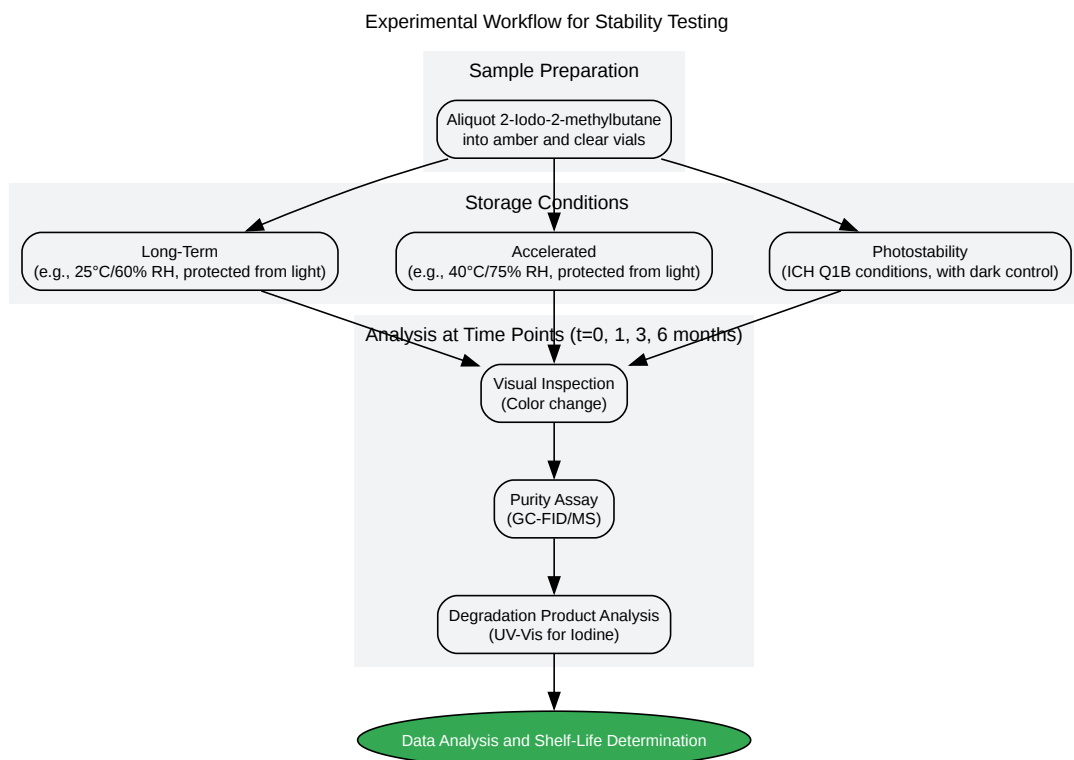 Experimental Workflow for Stability Testing
Sample Preparation
Aliquot 2-Iodo-2-methylbutane
into amber and clear vials
Storage Conditions
Long-Term
(e.g., 25°C/60% RH, protected from light)
Accelerated
(e.g., 40°C/75% RH, protected from light)
Photostability
(ICH Q1B conditions, with dark control)
Analysis at Time Points (t=0, 1, 3, 6 months)
Visual Inspection
(Color change)
Purity Assay
(GC-FID/MS)
Degradation Product Analysis
(UV-Vis for Iodine)
Data Analysis and Shelf-Life Determination